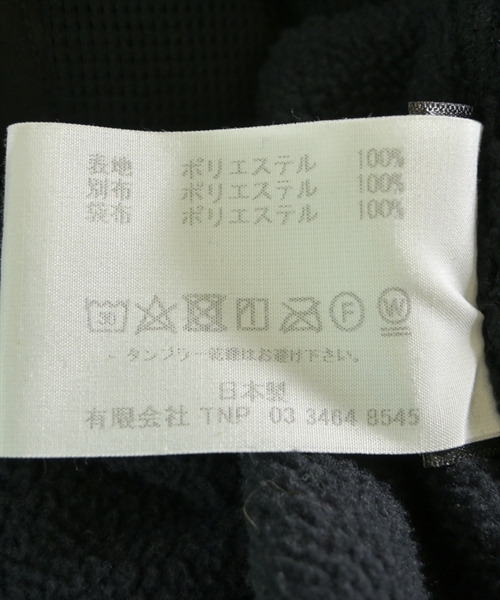 表地 ポリエステル 100%
別布 ポリエステル 100%
袋布 ポリエステル 100%
30 F W
・タンブラー乾燥はお避け下さい。
日本製
有限会社 TNP 03 3464 8545